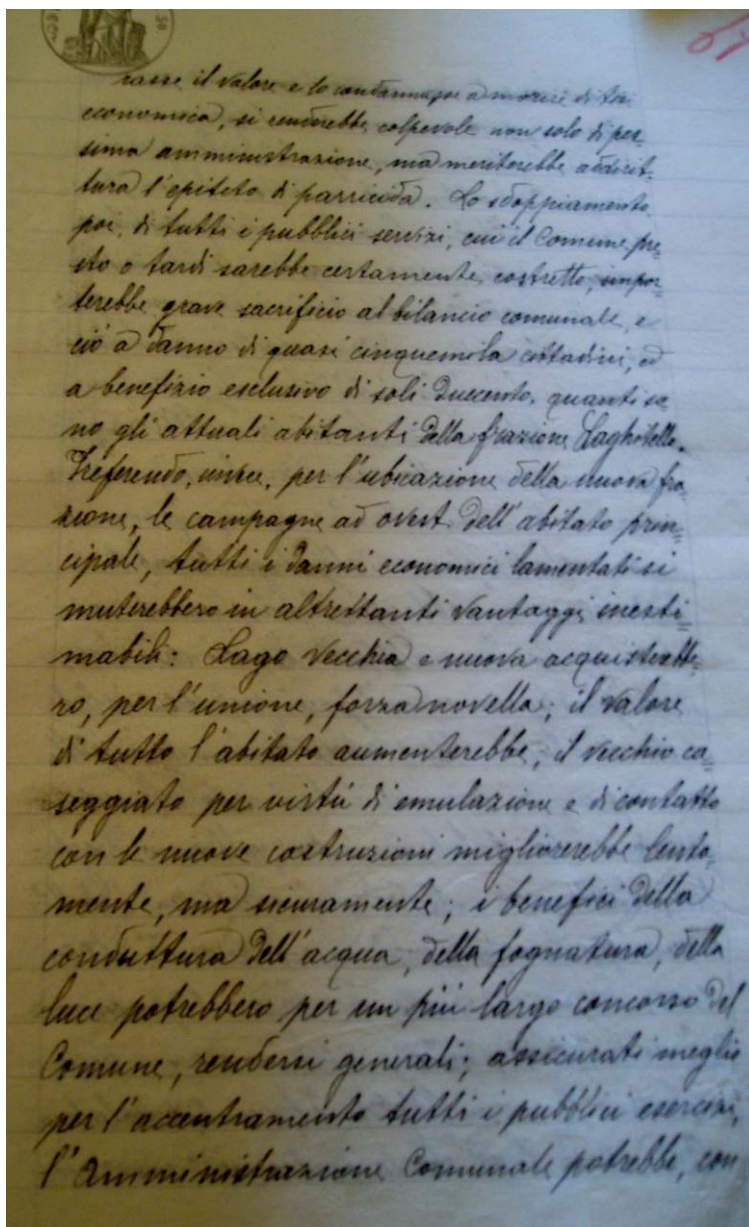 rasse il valore e lo condannasse a morire di tisi
economica, si renderebbe colpevole non solo di pes-
sima amministrazione, ma meriterebbe addirit-
tura l'epiteto di parricida. Lo sdoppiamento
poi, di tutti i pubblici servizi, cui il Comune pre-
sto o tardi sarebbe certamente costretto, impor-
terebbe grave sacrificio al bilancio comunale, e
ciò a danno di quasi cinquemila cittadini, ed
a benefizio esclusivo di soli duecento, quanti so-
no gli attuali abitanti della frazione Laghitello.
Preferendo, invece, per l'ubicazione della nuova fra-
zione, le campagne ad ovest dell'abitato prin-
cipale, tutti i danni economici lamentati si
muterebbero in altrettanti vantaggi inesti-
mabili: Lago vecchia e nuova acquisterebbe-
ro, per l'unione, forza novella; il valore
di tutto l'abitato aumenterebbe; il vecchio ca-
seggiato per virtù di emulazione e di contatto
con le nuove costruzioni migliorerebbe lenta-
mente, ma sicuramente; i benefici della
conduttura dell'acqua, della fognatura, della
luce potrebbero per un più largo concorso del
Comune, rendersi generali; assicurati meglio
per l'accentramento tutti i pubblici esercizi,
l'Amministrazione Comunale potrebbe, con